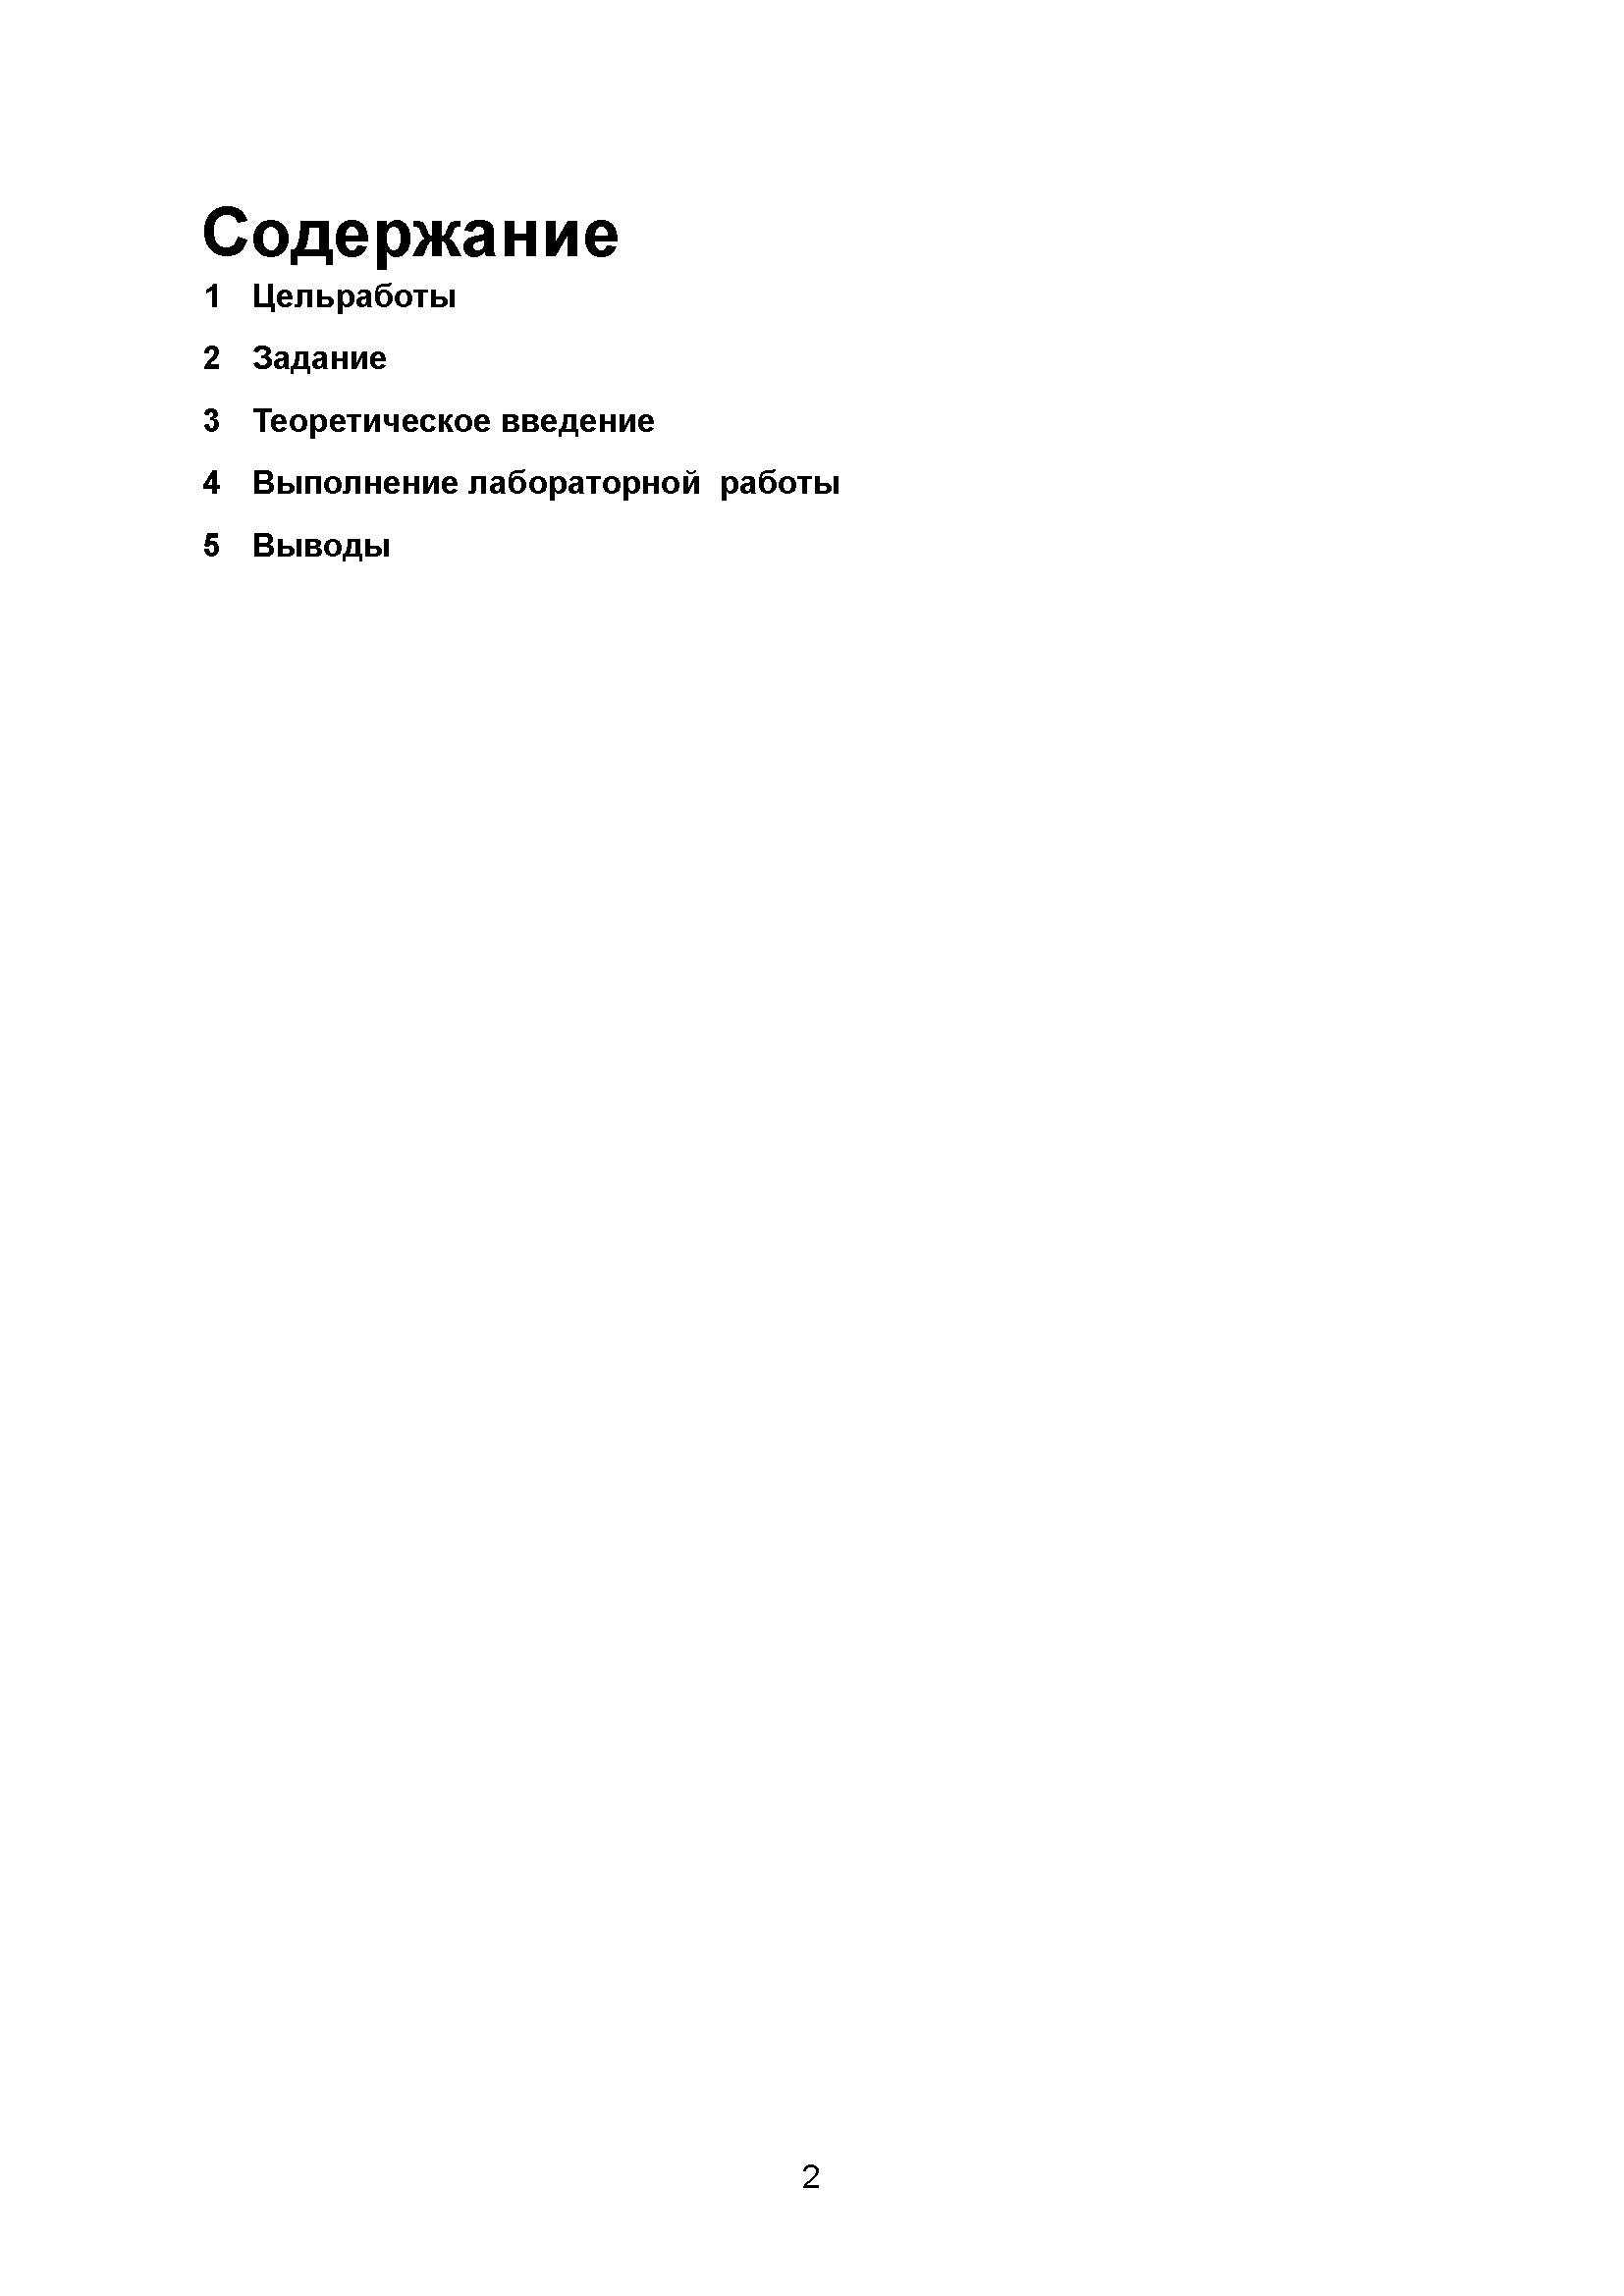 Содержание
1 Цельработы
2 Задание
3 Теоретическое введение
4 Выполнение лабораторной  работы
5 Выводы
2